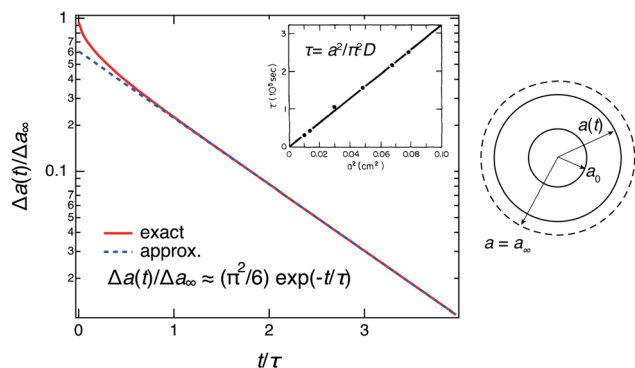 1
7
6
5
4
3
2
0.1
7
6
5
4
3
2
Δa(t)/Δa∞
0
1
2
3
t/τ
exact
approx.
Δa(t)/Δa∞ ≈ (π²/6) exp(-t/τ)
τ= a²/π²D
3
2
1
0
τ (10⁵sec)
0
0.02
0.04
0.06
0.08
0.10
a² (cm²)
a(t)
a₀
a = a∞